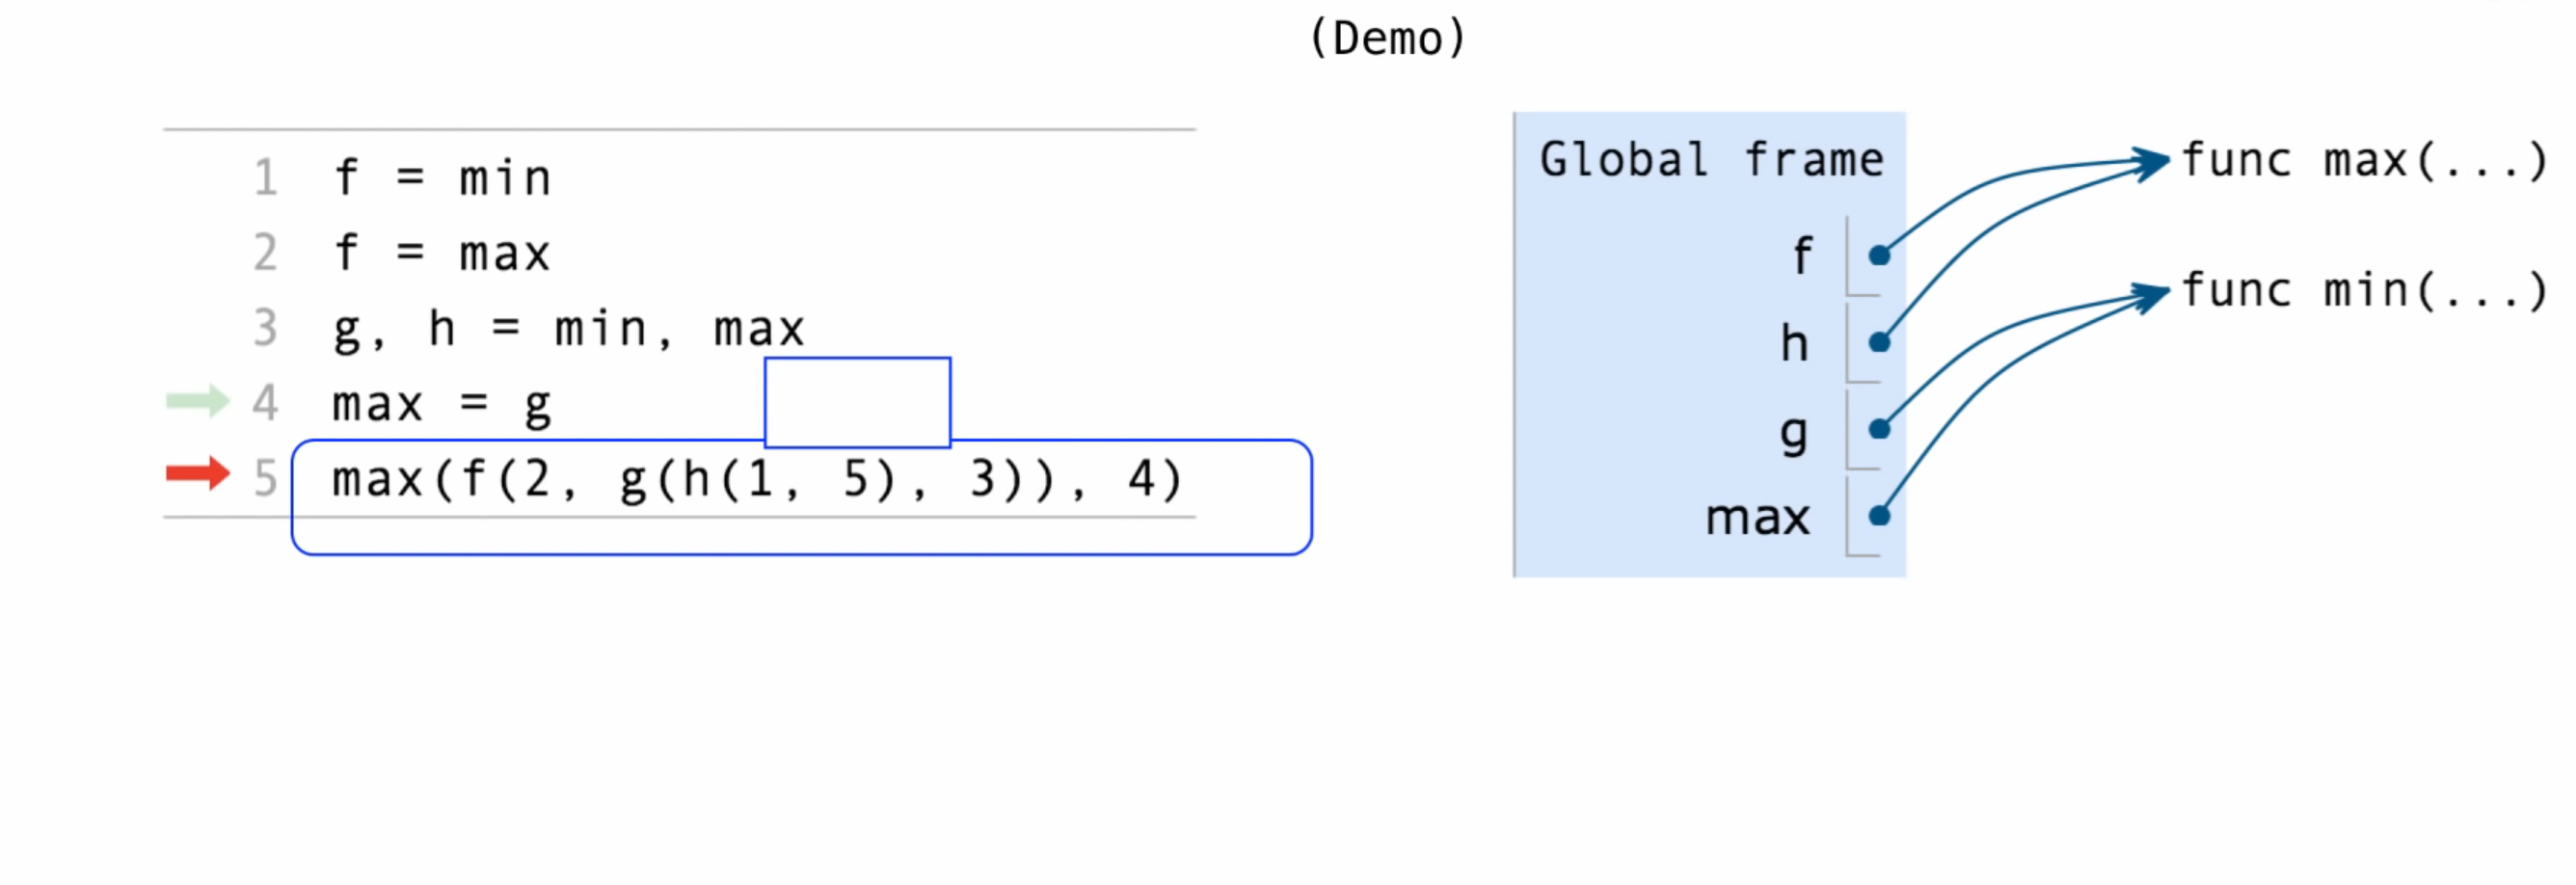 (Demo)
1 f = min
2 f = max
3 g, h = min, max
4 max = g
5 max(f(2, g(h(1, 5), 3)), 4)
Global frame
f
h
g
max
func max(...)
func min(...)